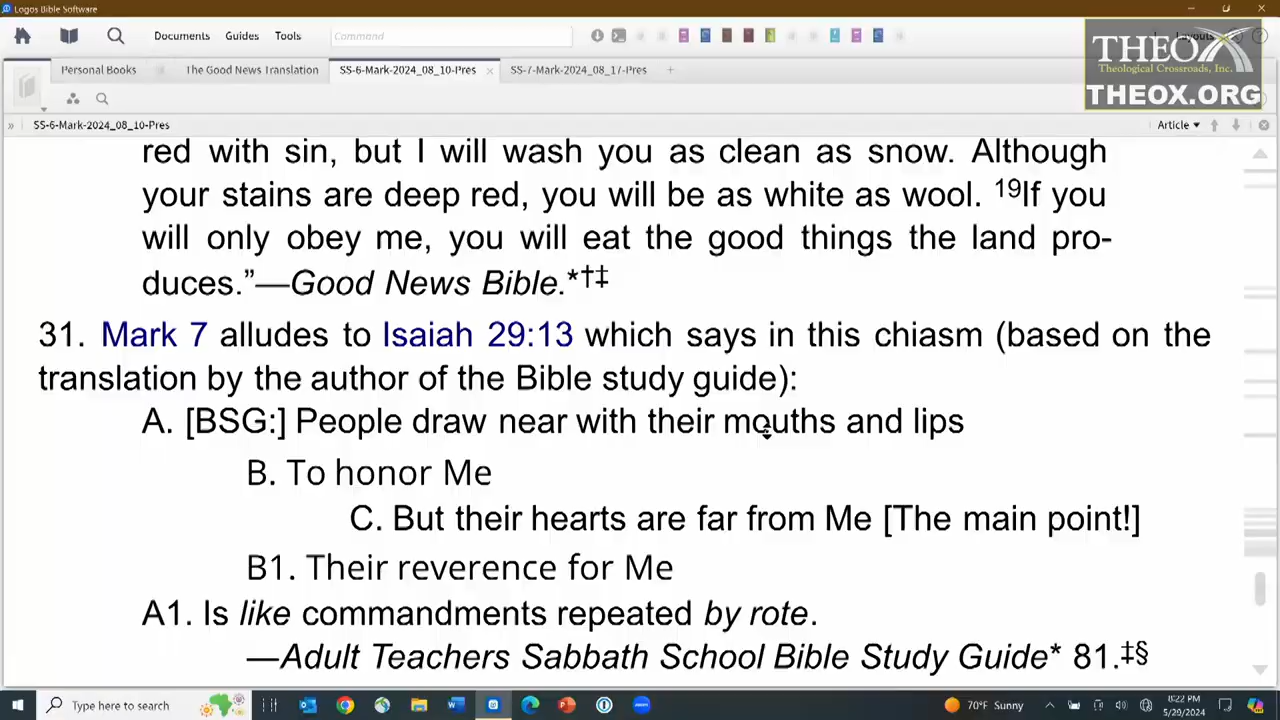 Logos Bible Software
Documents Guides Tools Command Layouts
THEOX
Theological Crossroads, Inc.
THEOX.ORG
Personal Books The Good News Translation SS-6-Mark-2024_08_10-Pres SS-7-Mark-2024_08_17-Pres
SS-6-Mark-2024_08_10-Pres Article
red with sin, but I will wash you as clean as snow. Although
your stains are deep red, you will be as white as wool. 19If you
will only obey me, you will eat the good things the land pro-
duces.”—Good News Bible.*†‡
31. Mark 7 alludes to Isaiah 29:13 which says in this chiasm (based on the
translation by the author of the Bible study guide):
A. [BSG:] People draw near with their mouths and lips
B. To honor Me
C. But their hearts are far from Me [The main point!]
B1. Their reverence for Me
A1. Is like commandments repeated by rote.
—Adult Teachers Sabbath School Bible Study Guide* 81.‡§
Type here to search 70°F Sunny 8:22 PM
5/29/2024